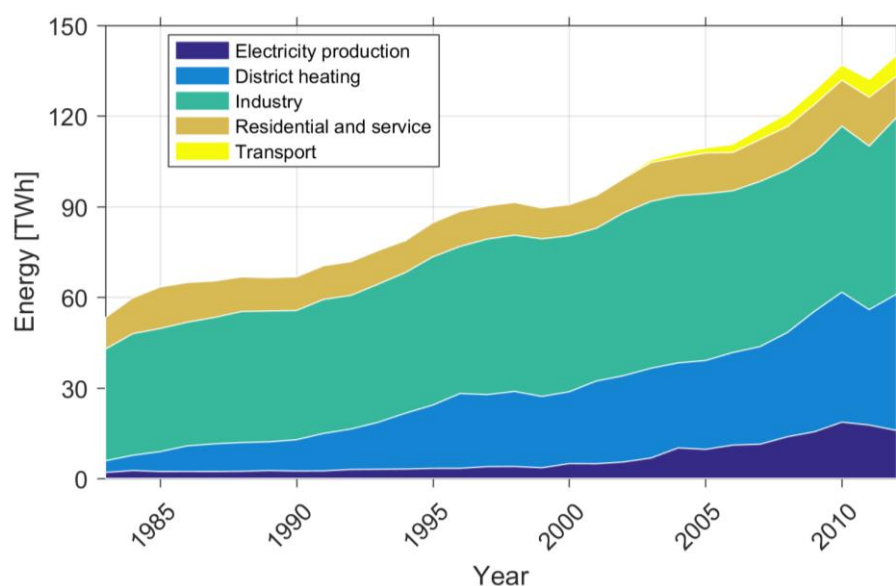 150
120
90
60
30
0
Energy [TWh]
Electricity production
District heating
Industry
Residential and service
Transport
1985
1990
1995
2000
2005
2010
Year